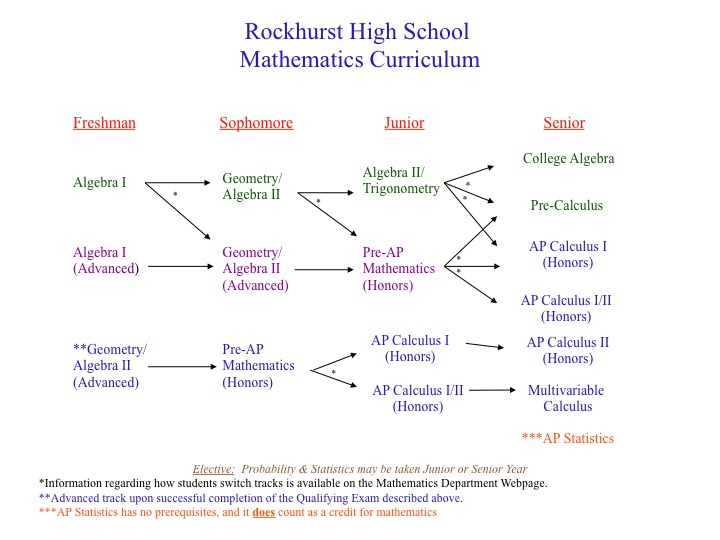 Rockhurst High School
Mathematics Curriculum
Freshman
Sophomore
Junior
Senior
Algebra I
*
Geometry/
Algebra II
*
Algebra II/
Trigonometry
*
*
College Algebra
Pre-Calculus
Algebra I
(Advanced)
Geometry/
Algebra II
(Advanced)
Pre-AP
Mathematics
(Honors)
*
*
AP Calculus I
(Honors)
AP Calculus I/II
(Honors)
**Geometry/
Algebra II
(Advanced)
Pre-AP
Mathematics
(Honors)
*
AP Calculus I
(Honors)
AP Calculus II
(Honors)
AP Calculus I/II
(Honors)
Multivariable
Calculus
***AP Statistics
Elective: Probability & Statistics may be taken Junior or Senior Year
*Information regarding how students switch tracks is available on the Mathematics Department Webpage.
**Advanced track upon successful completion of the Qualifying Exam described above.
***AP Statistics has no prerequisites, and it does count as a credit for mathematics